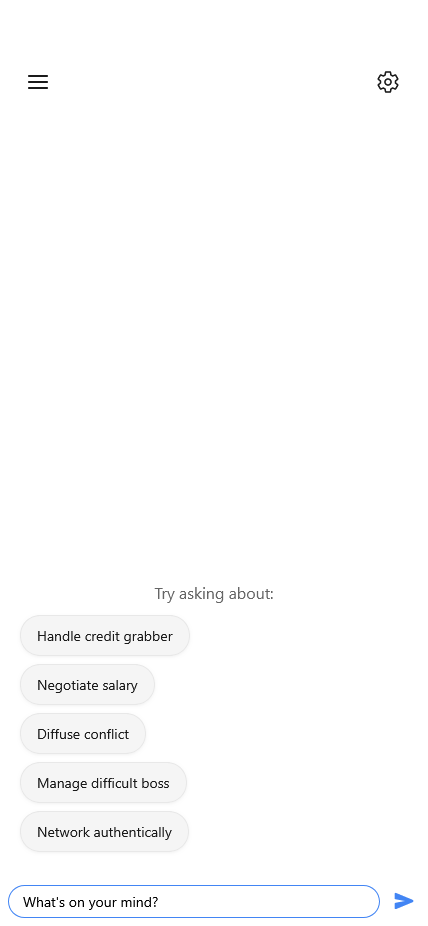 Try asking about:
Handle credit grabber
Negotiate salary
Diffuse conflict
Manage difficult boss
Network authentically
What's on your mind?